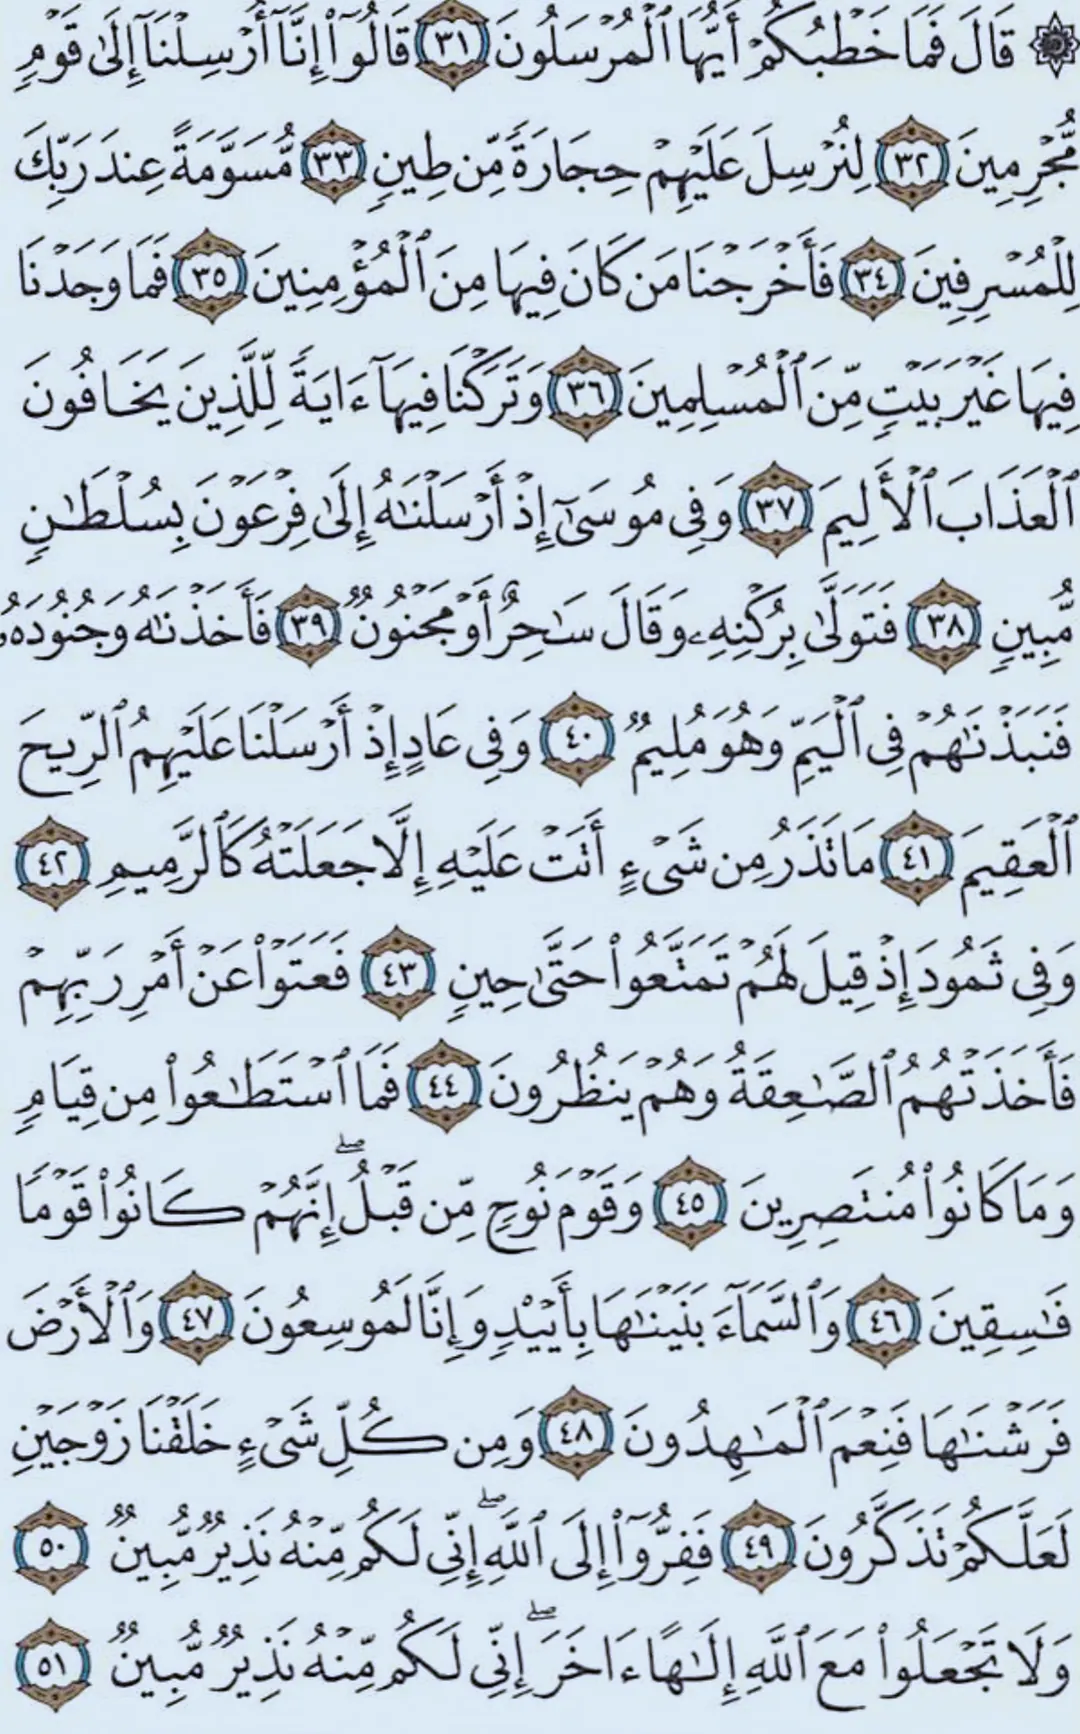 ۞ قَالَ فَمَا خَطْبُكُمْ أَيُّهَا ٱلْمُرْسَلُونَ ٣١ قَالُوٓا۟ إِنَّآ أُرْسِلْنَآ إِلَىٰ قَوْمٍ
مُّجْرِمِينَ ٣٢ لِنُرْسِلَ عَلَيْهِمْ حِجَارَةً مِّن طِينٍ ٣٣ مُّسَوَّمَةً عِندَ رَبِّكَ
لِلْمُسْرِفِينَ ٣٤ فَأَخْرَجْنَا مَن كَانَ فِيهَا مِنَ ٱلْمُؤْمِنِينَ ٣٥ فَمَا وَجَدْنَا
فِيهَا غَيْرَ بَيْتٍ مِّنَ ٱلْمُسْلِمِينَ ٣٦ وَتَرَكْنَا فِيهَآ ءَايَةً لِّلَّذِينَ يَخَافُونَ
ٱلْعَذَابَ ٱلْأَلِيمَ ٣٧ وَفِى مُوسَىٰٓ إِذْ أَرْسَلْنَٰهُ إِلَىٰ فِرْعَوْنَ بِسُلْطَٰنٍ
مُّبِينٍ ٣٨ فَتَوَلَّىٰ بِرُكْنِهِۦ وَقَالَ سَٰحِرٌ أَوْ مَجْنُونٌ ٣٩ فَأَخَذْنَٰهُ وَجُنُودَهُۥ
فَنَبَذْنَٰهُمْ فِى ٱلْيَمِّ وَهُوَ مُلِيمٌ ٤٠ وَفِى عَادٍ إِذْ أَرْسَلْنَا عَلَيْهِمُ ٱلرِّيحَ
ٱلْعَقِيمَ ٤١ مَا تَذَرُ مِن شَىْءٍ أَتَتْ عَلَيْهِ إِلَّا جَعَلَتْهُ كَٱلرَّمِيمِ ٤٢
وَفِى ثَمُودَ إِذْ قِيلَ لَهُمْ تَمَتَّعُوا۟ حَتَّىٰ حِينٍ ٤٣ فَعَتَوْا۟ عَنْ أَمْرِ رَبِّهِمْ
فَأَخَذَتْهُمُ ٱلصَّٰعِقَةُ وَهُمْ يَنظُرُونَ ٤٤ فَمَا ٱسْتَطَٰعُوا۟ مِن قِيَامٍ
وَمَا كَانُوا۟ مُنتَصِرِينَ ٤٥ وَقَوْمَ نُوحٍ مِّن قَبْلُ ۖ إِنَّهُمْ كَانُوا۟ قَوْمًا
فَٰسِقِينَ ٤٦ وَٱلسَّمَآءَ بَنَيْنَٰهَا بِأَيْي۟دٍ وَإِنَّا لَمُوسِعُونَ ٤٧ وَٱلْأَرْضَ
فَرَشْنَٰهَا فَنِعْمَ ٱلْمَٰهِدُونَ ٤٨ وَمِن كُلِّ شَىْءٍ خَلَقْنَا زَوْجَيْنِ
لَعَلَّكُمْ تَذَكَّرُونَ ٤٩ فَفِرُّوٓا۟ إِلَى ٱللَّهِ ۖ إِنِّى لَكُم مِّنْهُ نَذِيرٌ مُّبِينٌ ٥٠
وَلَا تَجْعَلُوا۟ مَعَ ٱللَّهِ إِلَٰهًا ءَاخَرَ ۖ إِنِّى لَكُم مِّنْهُ نَذِيرٌ مُّبِينٌ ٥١